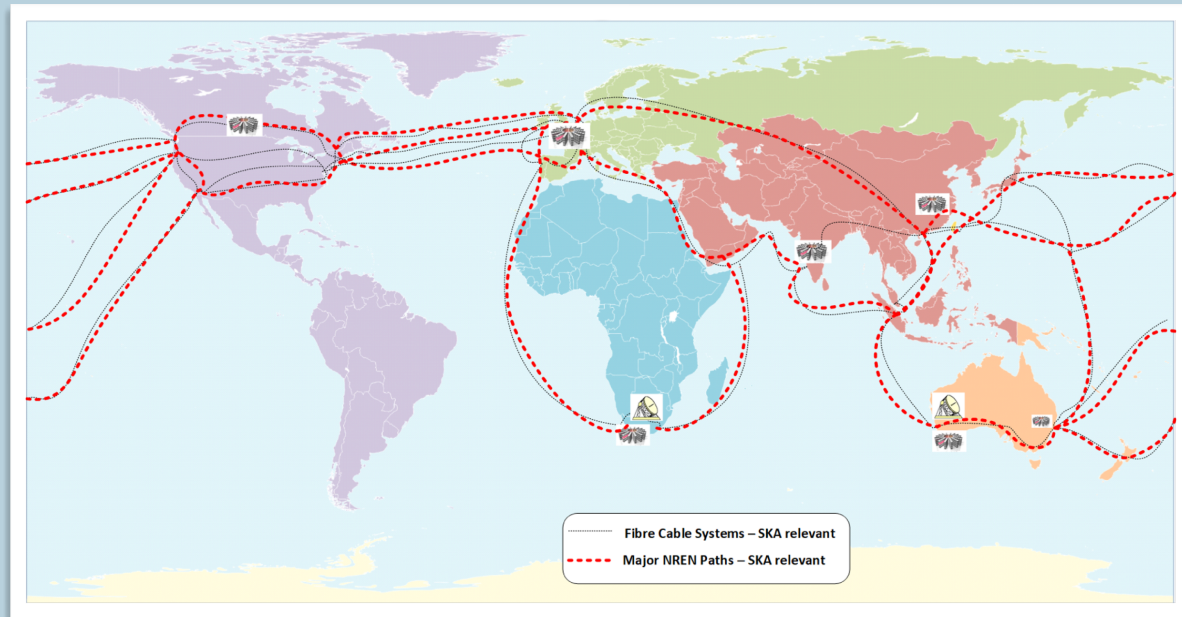 Fibre Cable Systems – SKA relevant
Major NREN Paths – SKA relevant